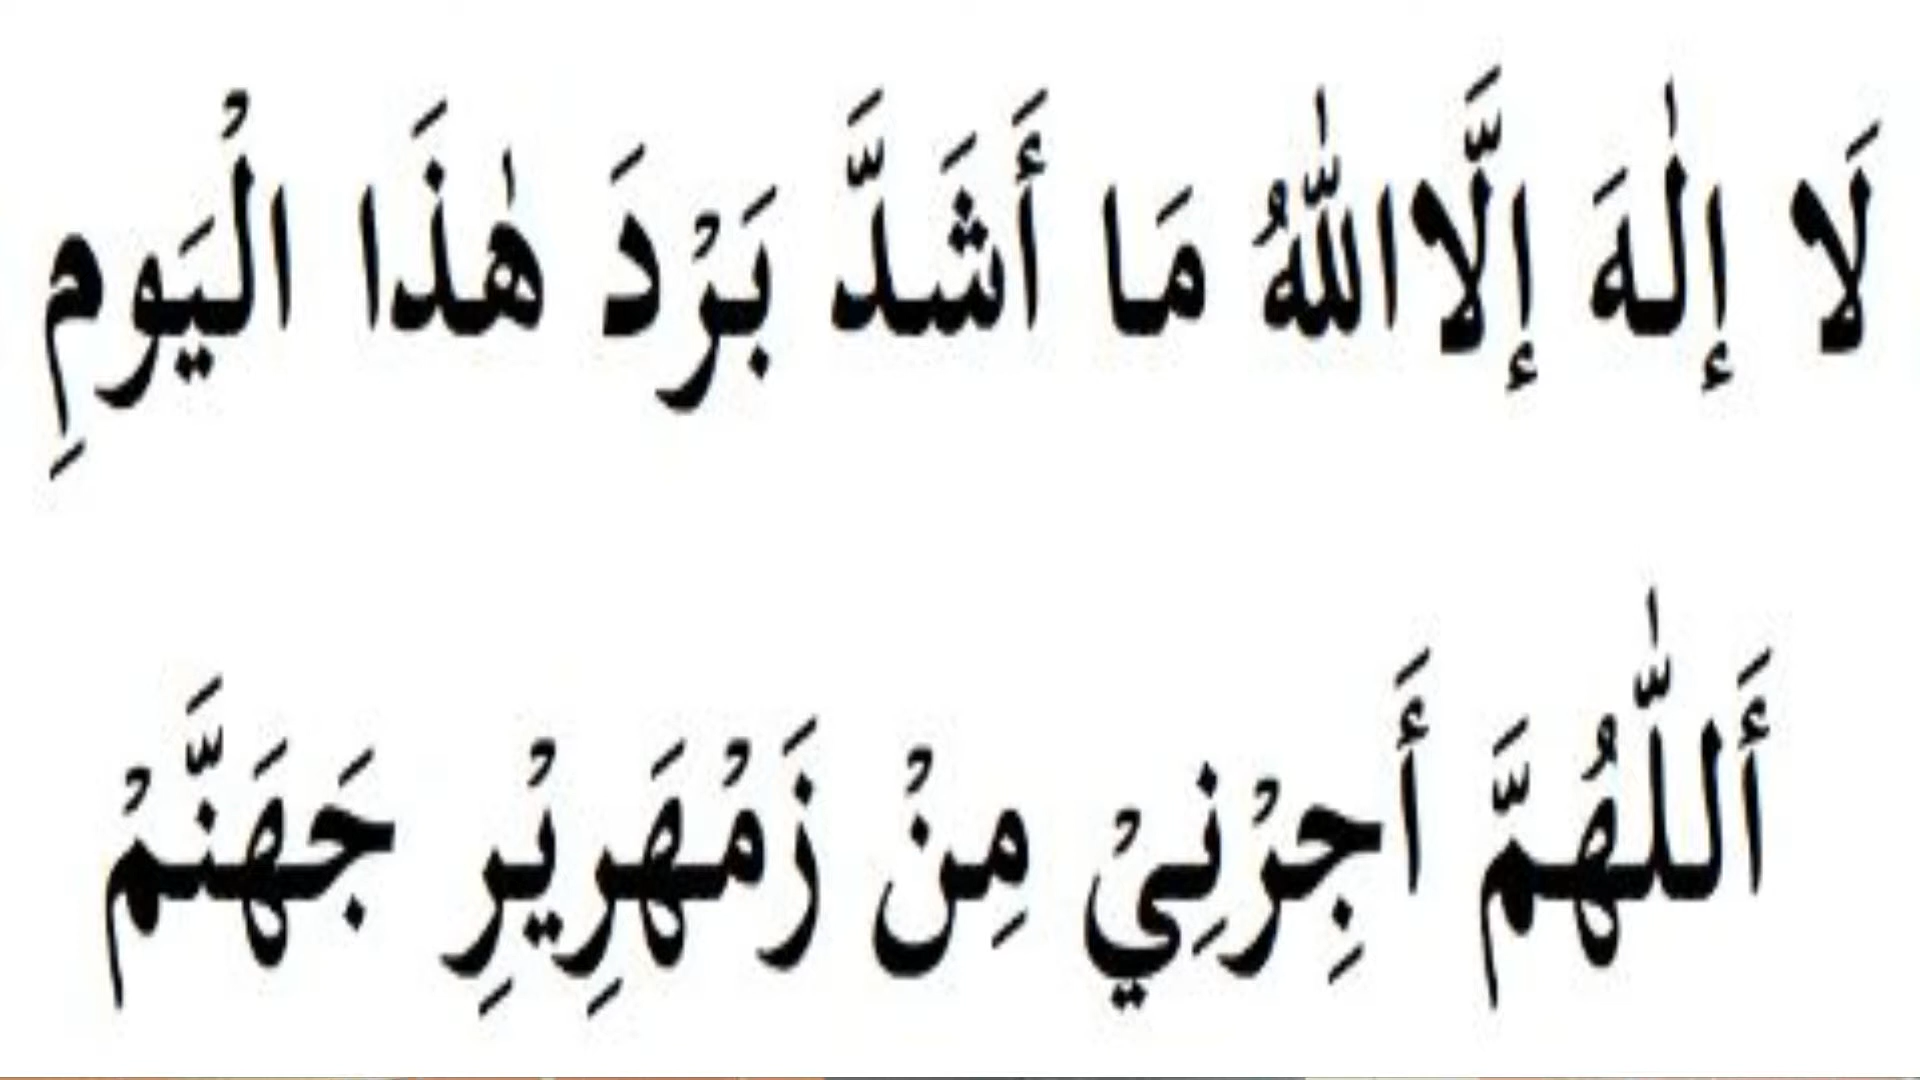 لَا إِلٰهَ إِلَّااللّٰهُ مَا أَشَدَّ بَرْدَ هٰذَا الْيَومِ
أَللّٰهُمَّ أَجِرْنِيْ مِنْ زَمْهَرِيْرِ جَهَنَّمْ